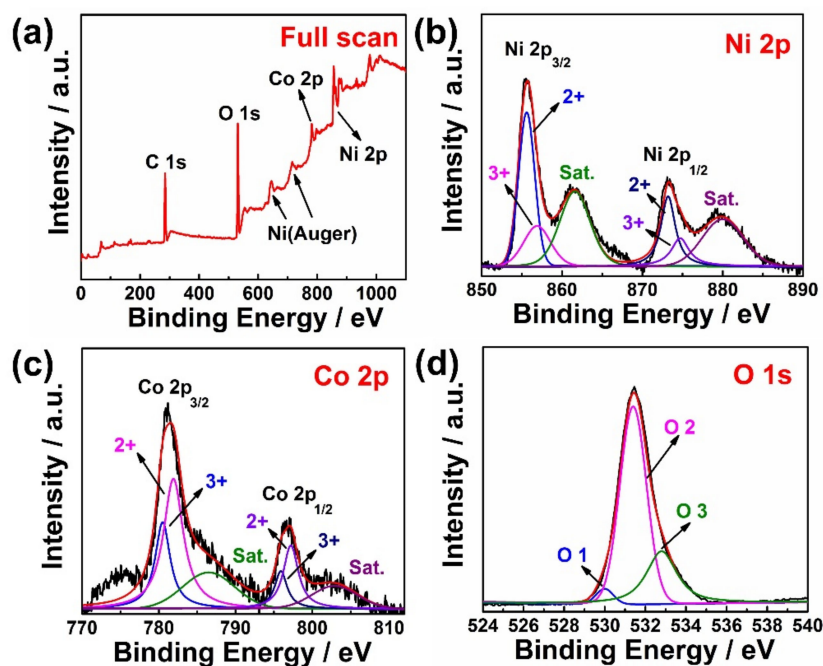 (a)
Full scan
Intensity / a.u.
C 1s
O 1s
Co 2p
Ni 2p
Ni(Auger)
0 200 400 600 800 1000
Binding Energy / eV
(b)
Ni 2p
Intensity / a.u.
Ni 2p3/2
2+
3+
Sat.
Ni 2p1/2
2+
3+
Sat.
850 860 870 880 890
Binding Energy / eV
(c)
Co 2p
Intensity / a.u.
Co 2p3/2
2+
3+
Sat.
Co 2p1/2
2+
3+
Sat.
770 780 790 800 810
Binding Energy / eV
(d)
O 1s
Intensity / a.u.
O 1
O 2
O 3
524 526 528 530 532 534 536 538 540
Binding Energy / eV